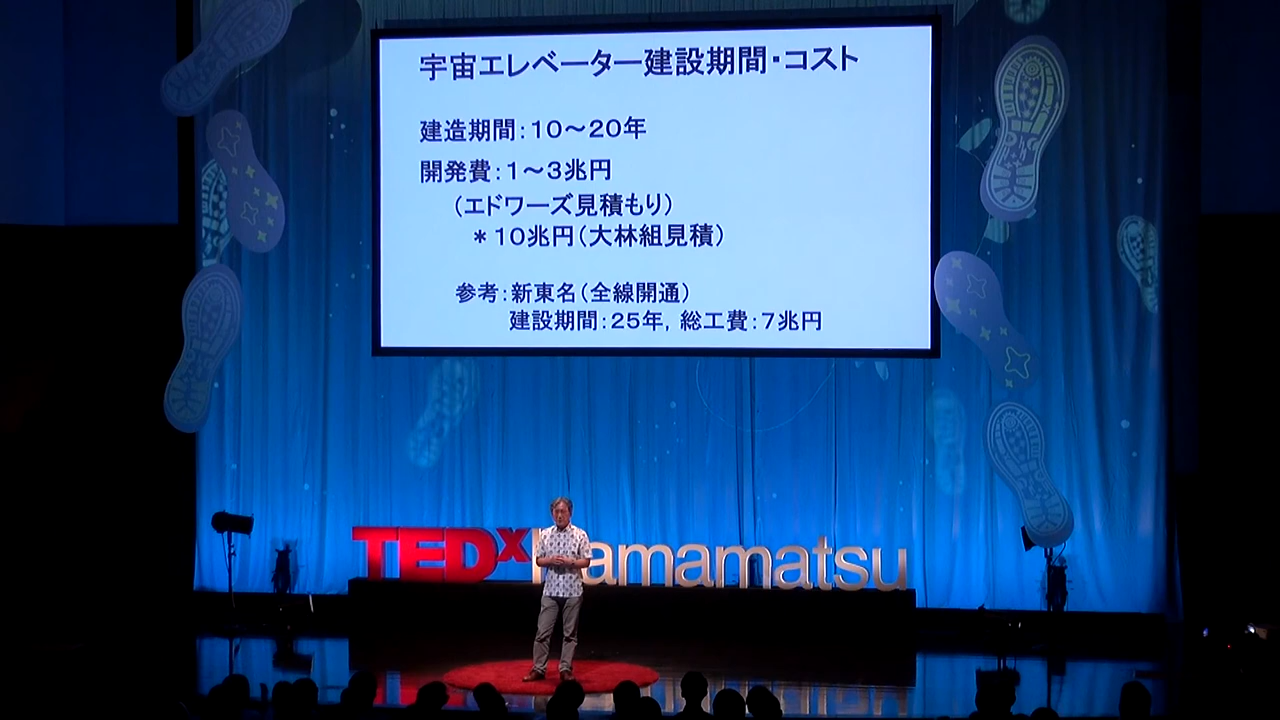 宇宙エレベーター建設期間・コスト
建造期間：10～20年
開発費：1～3兆円
（エドワーズ見積もり）
＊10兆円（大林組見積）
参考：新東名（全線開通）
建設期間：25年，総工費：7兆円
TEDxHamamatsu